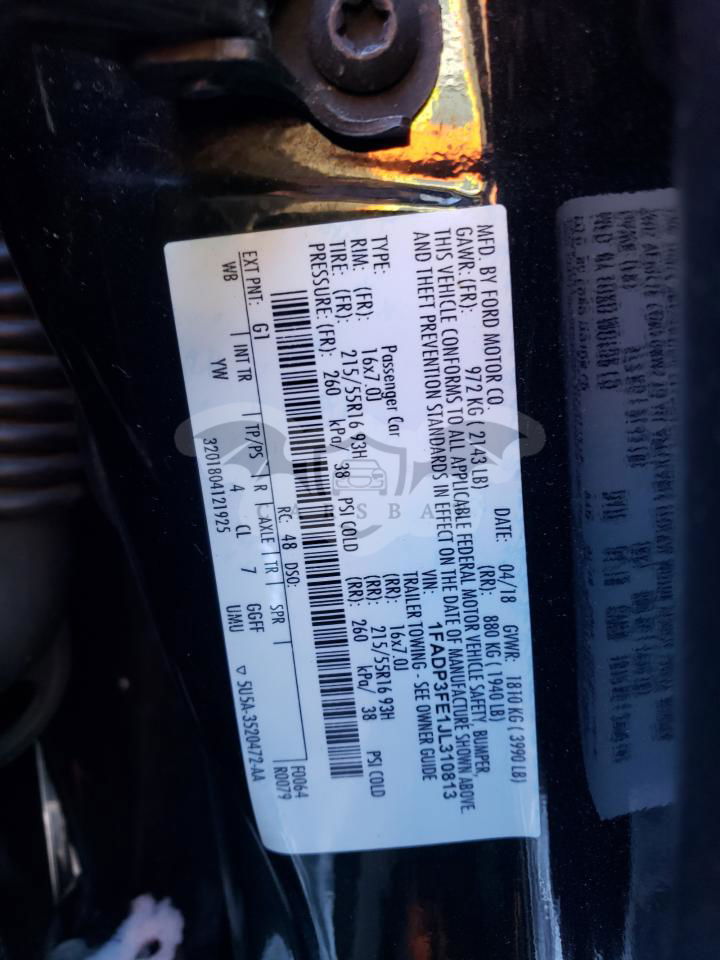 MFD. BY FORD MOTOR CO.
DATE: 04/18 GVWR: 1810 KG ( 3990 LB)
GAWR: (FR): 972 KG ( 2143 LB) (RR): 880 KG ( 1940 LB)
THIS VEHICLE CONFORMS TO ALL APPLICABLE FEDERAL MOTOR VEHICLE SAFETY, BUMPER,
AND THEFT PREVENTION STANDARDS IN EFFECT ON THE DATE OF MANUFACTURE SHOWN ABOVE.
VIN: 1FADP3FE1JL310813
TYPE: Passenger Car TRAILER TOWING - SEE OWNER GUIDE
RIM: (FR): 16x7.0J (RR): 16x7.0J
TIRE: (FR): 215/55R16 93H (RR): 215/55R16 93H
PRESSURE: (FR): 260 kPa/ 38 PSI COLD (RR): 260 kPa/ 38 PSI COLD
RC: 48 DSO: F0064
EXT PNT: G1 R0079
WB INT TR TP/PS R AXLE TR SPR
YW 4 CL 7 GGFF UMU ▽ 5U5A-3520472-AA
3201804121925
CARSBA